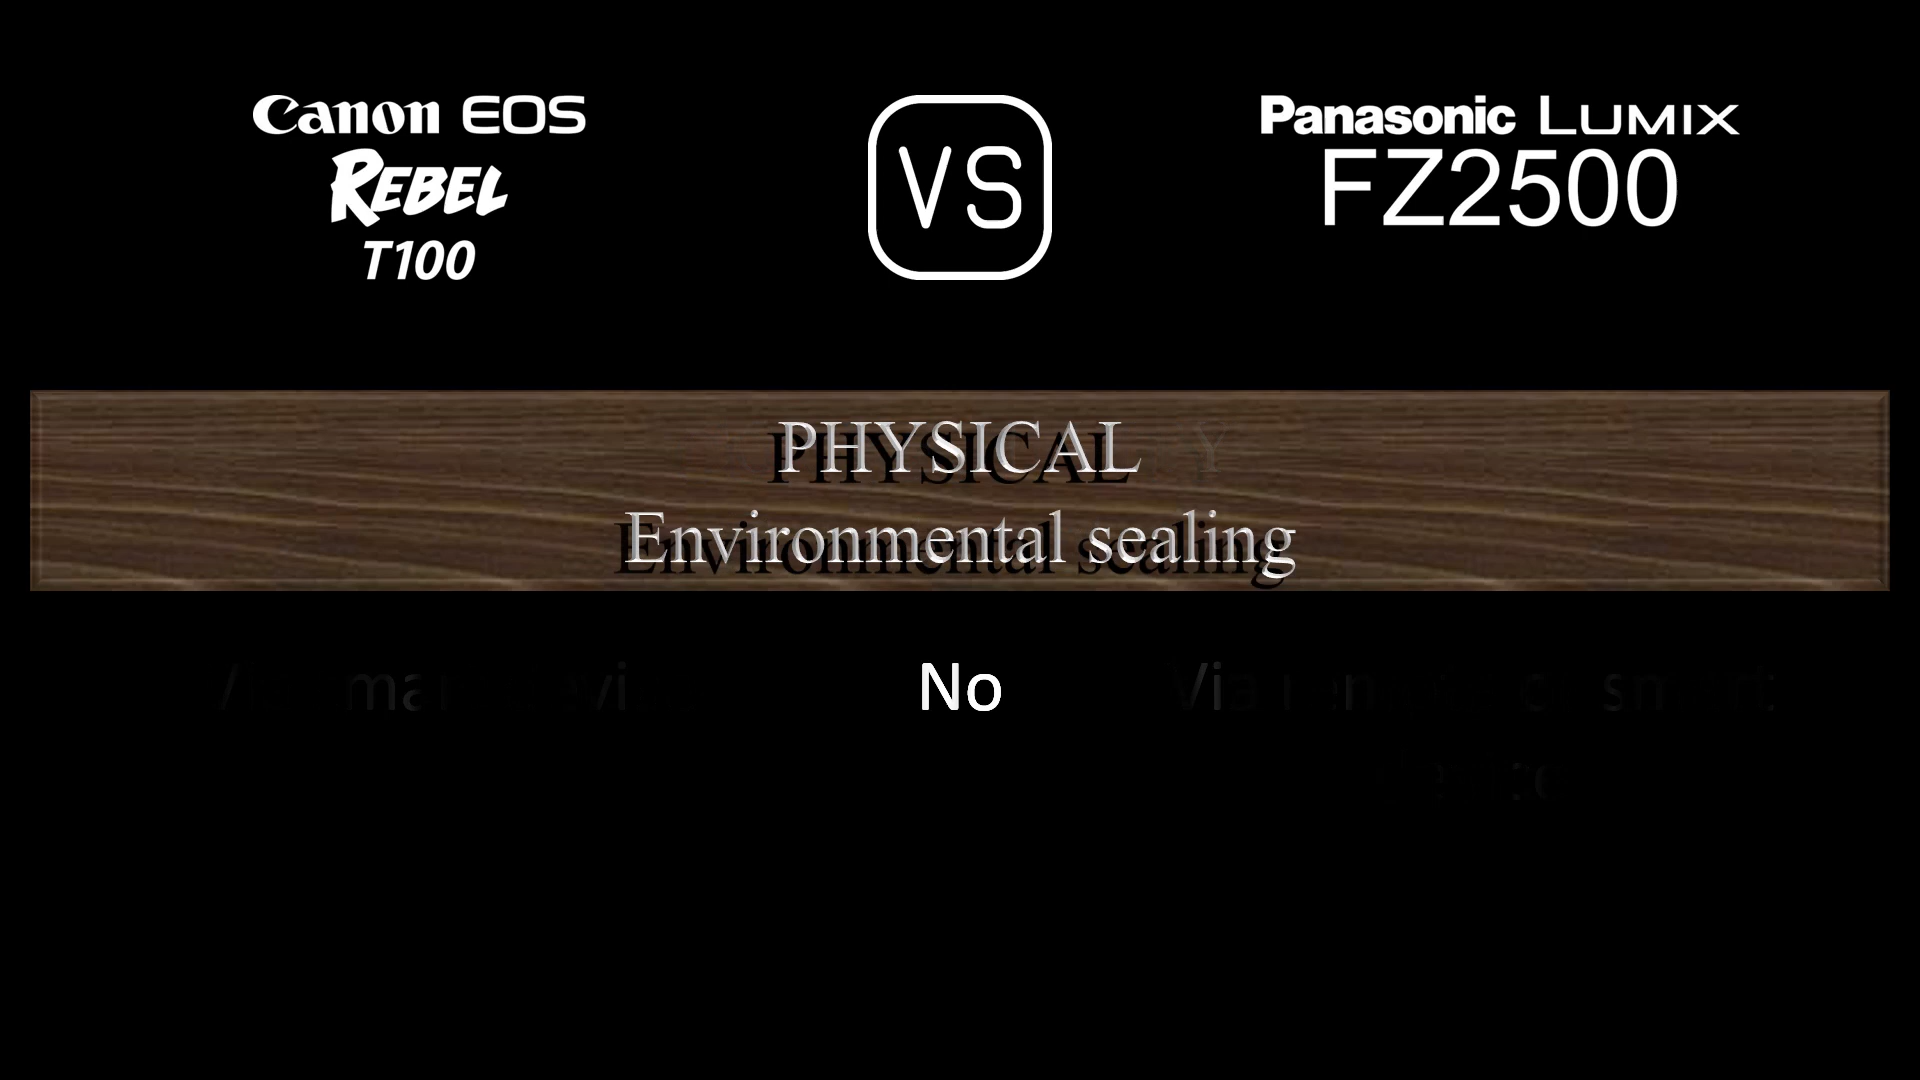 Canon EOS
REBEL
T100
VS
Panasonic LUMIX
FZ2500
PHYSICAL
Environmental sealing
No